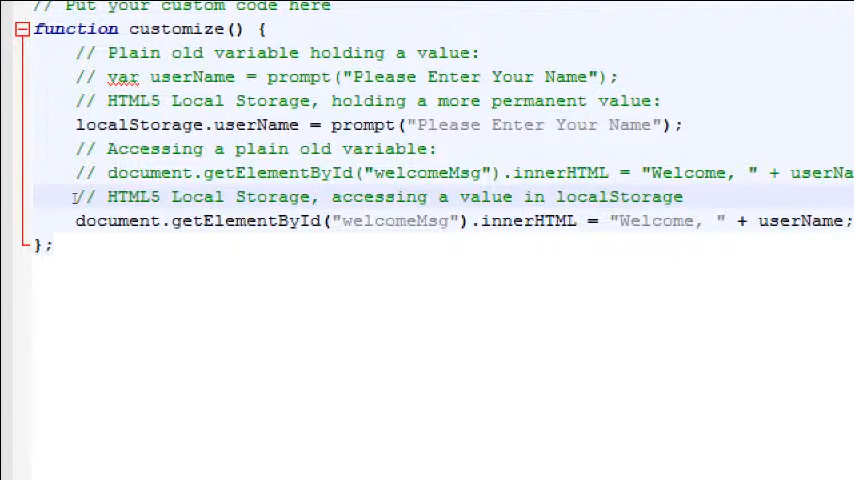 // Put your custom code here
function customize() {
// Plain old variable holding a value:
// var userName = prompt("Please Enter Your Name");
// HTML5 Local Storage, holding a more permanent value:
localStorage.userName = prompt("Please Enter Your Name");
// Accessing a plain old variable:
// document.getElementById("welcomeMsg").innerHTML = "Welcome, " + userNa
// HTML5 Local Storage, accessing a value in localStorage
document.getElementById("welcomeMsg").innerHTML = "Welcome, " + userName;
};